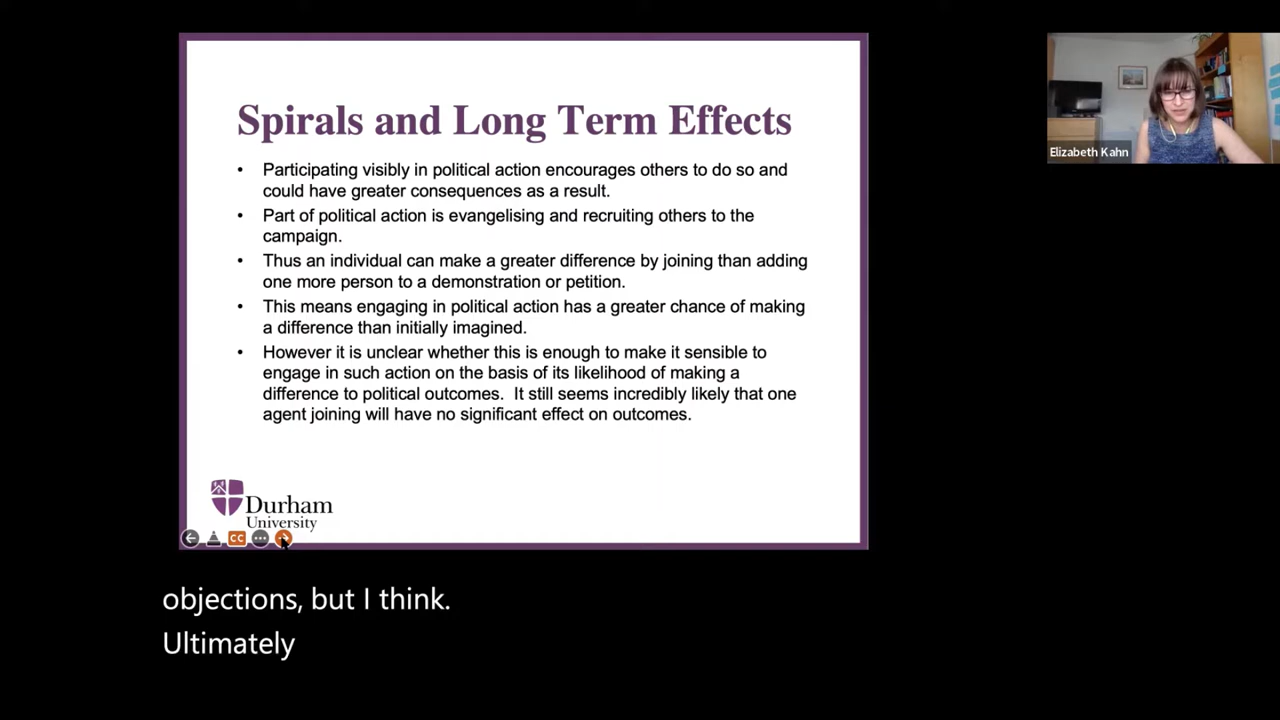 Spirals and Long Term Effects
• Participating visibly in political action encourages others to do so and
could have greater consequences as a result.
• Part of political action is evangelising and recruiting others to the
campaign.
• Thus an individual can make a greater difference by joining than adding
one more person to a demonstration or petition.
• This means engaging in political action has a greater chance of making
a difference than initially imagined.
• However it is unclear whether this is enough to make it sensible to
engage in such action on the basis of its likelihood of making a
difference to political outcomes. It still seems incredibly likely that one
agent joining will have no significant effect on outcomes.
Durham
University
CC
Elizabeth Kahn
objections, but I think.
Ultimately